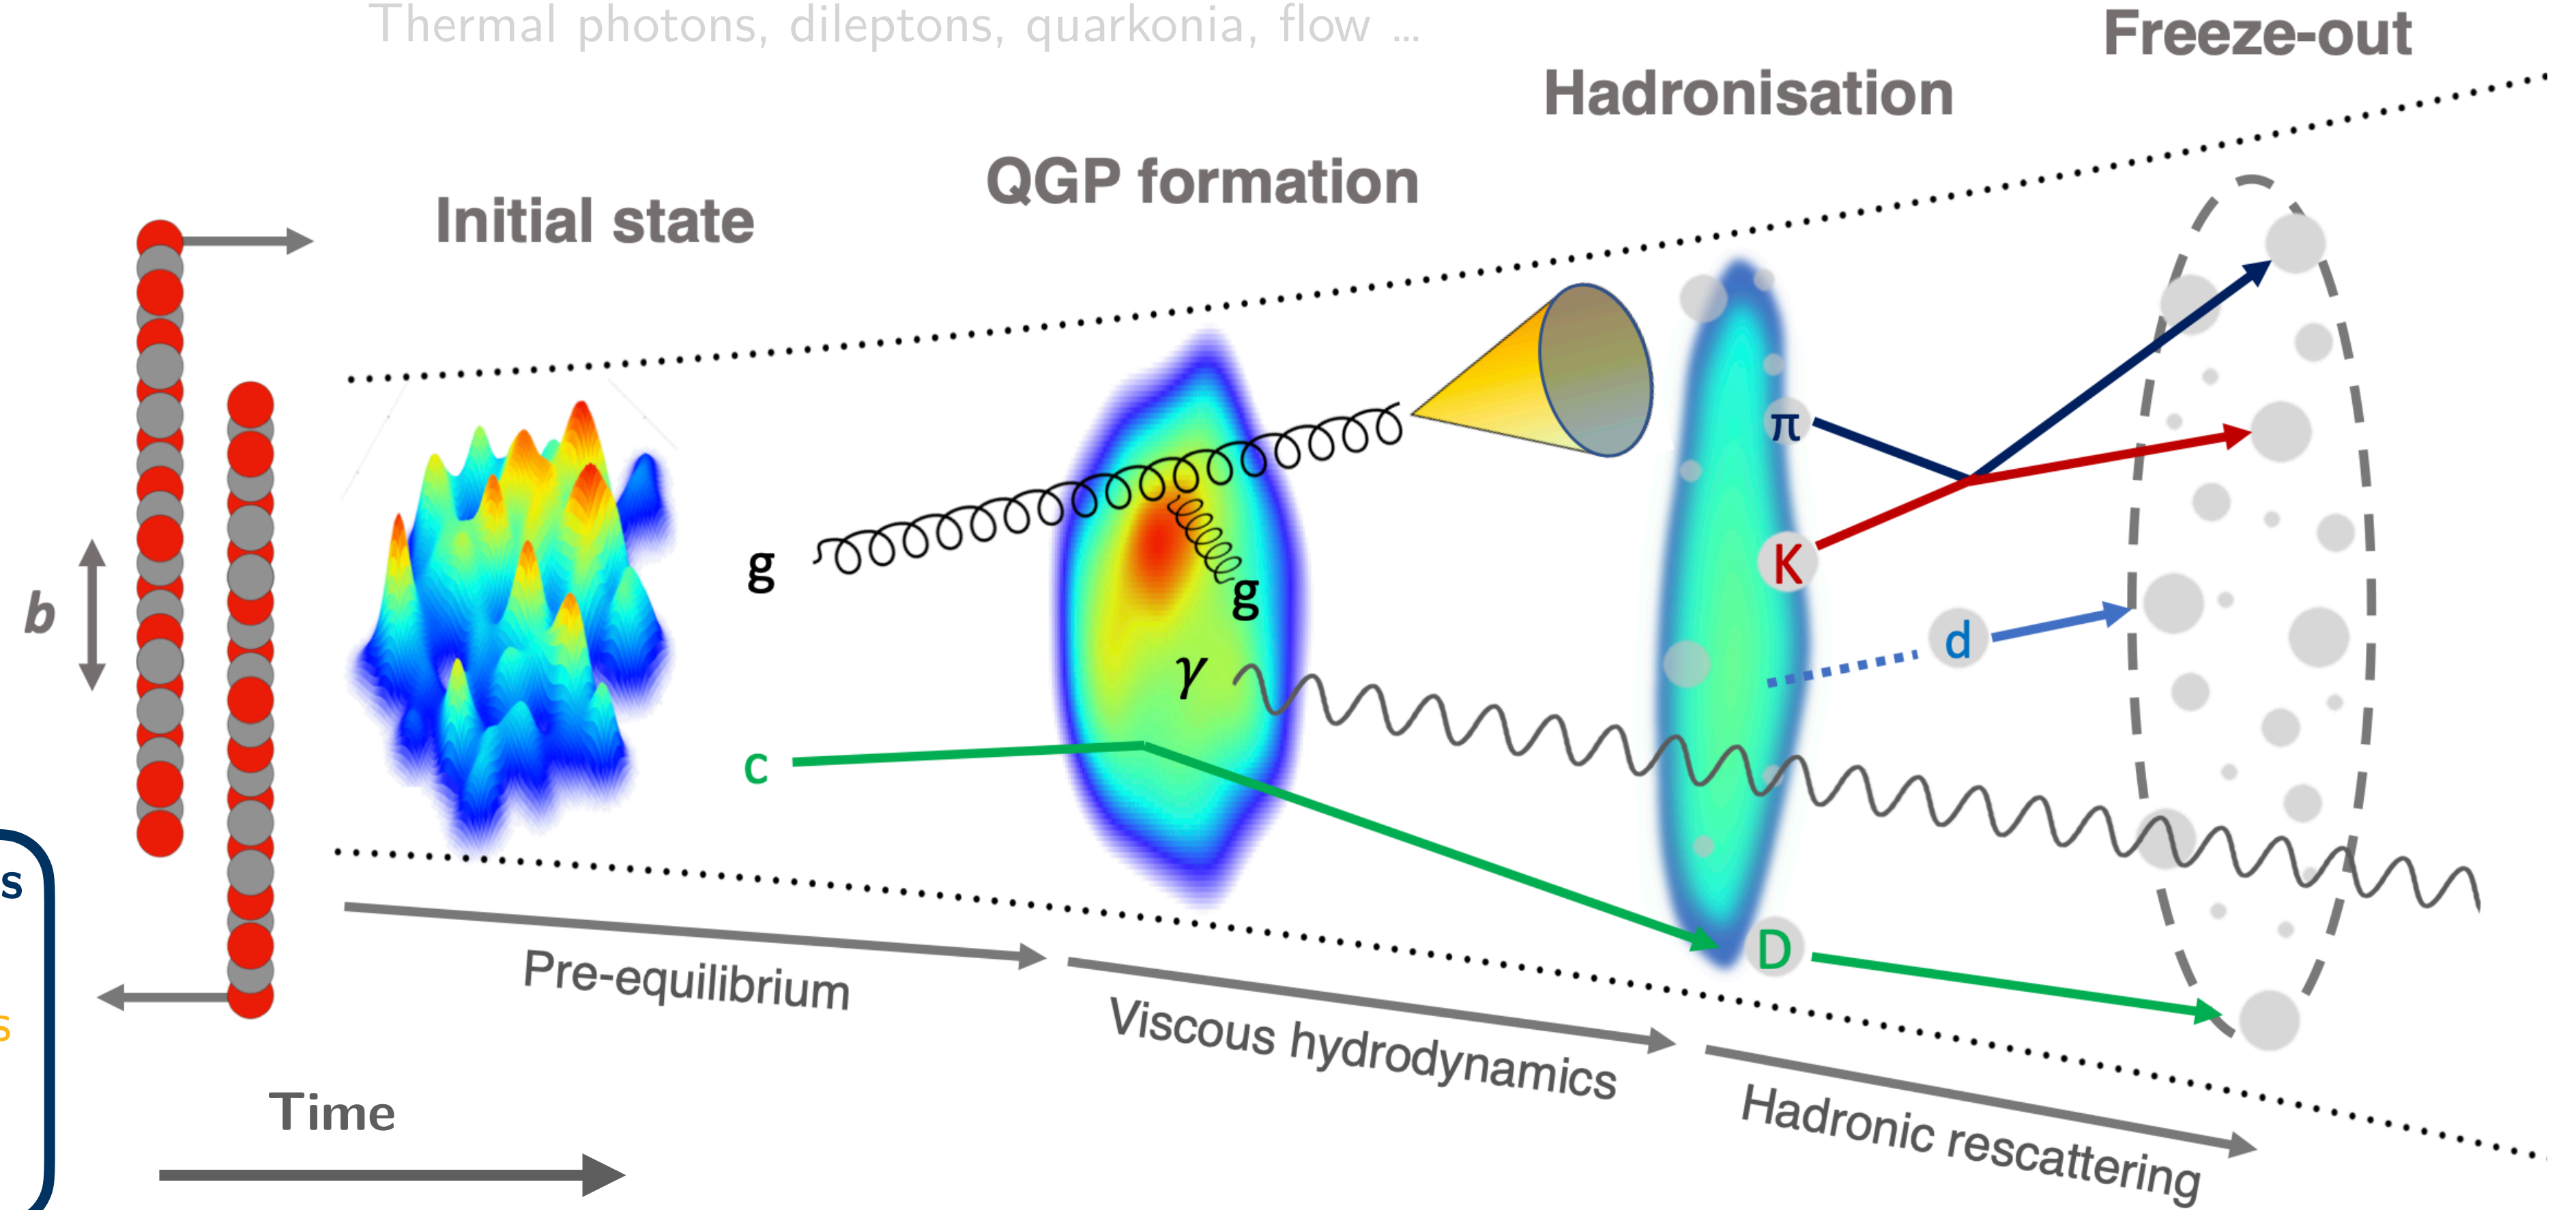 Thermal photons, dileptons, quarkonia, flow ...
Freeze-out
Hadronisation
QGP formation
Initial state
b
g
g
γ
c
π
K
d
D
s
s
Pre-equilibrium
Viscous hydrodynamics
Hadronic rescattering
Time